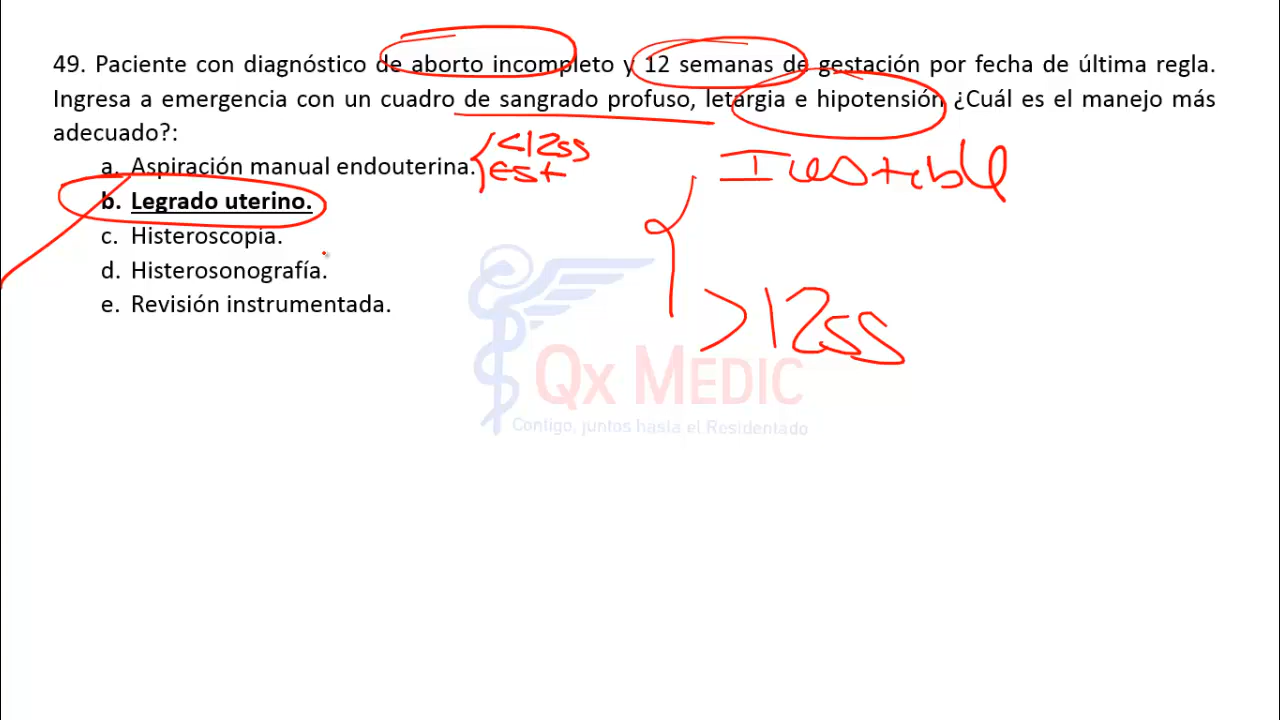 49. Paciente con diagnóstico de aborto incompleto y 12 semanas de gestación por fecha de última regla.
Ingresa a emergencia con un cuadro de sangrado profuso, letargia e hipotensión ¿Cuál es el manejo más
adecuado?:
<12ss
a. Aspiración manual endouterina.
Est
Inestable
b. Legrado uterino.
c. Histeroscopia.
d. Histerosonografía.
e. Revisión instrumentada.
>12ss
Qx MEDIC
Contigo, juntos hasta el Residentado